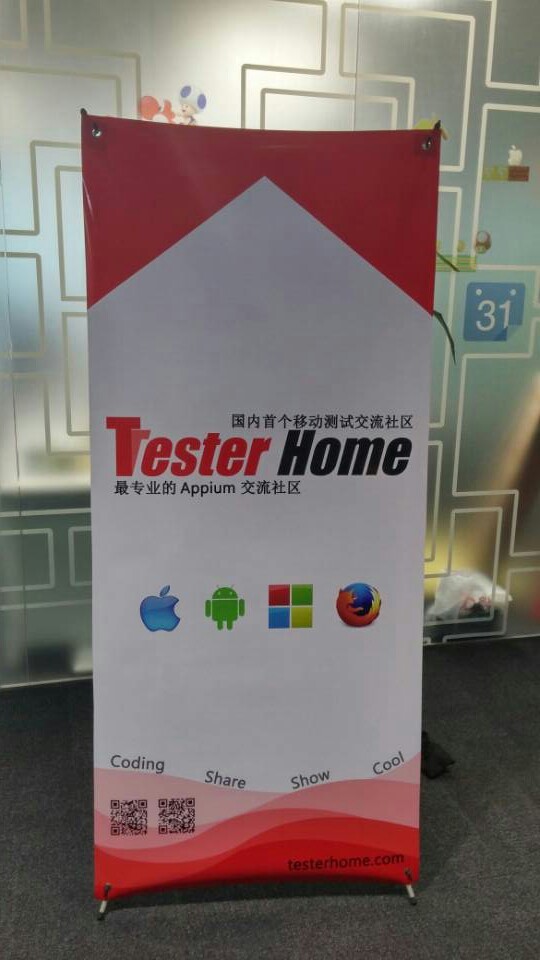 31
国内首个移动测试交流社区
Tester Home
最专业的 Appium 交流社区
Coding
Share
Show
Cool
testerhome.com